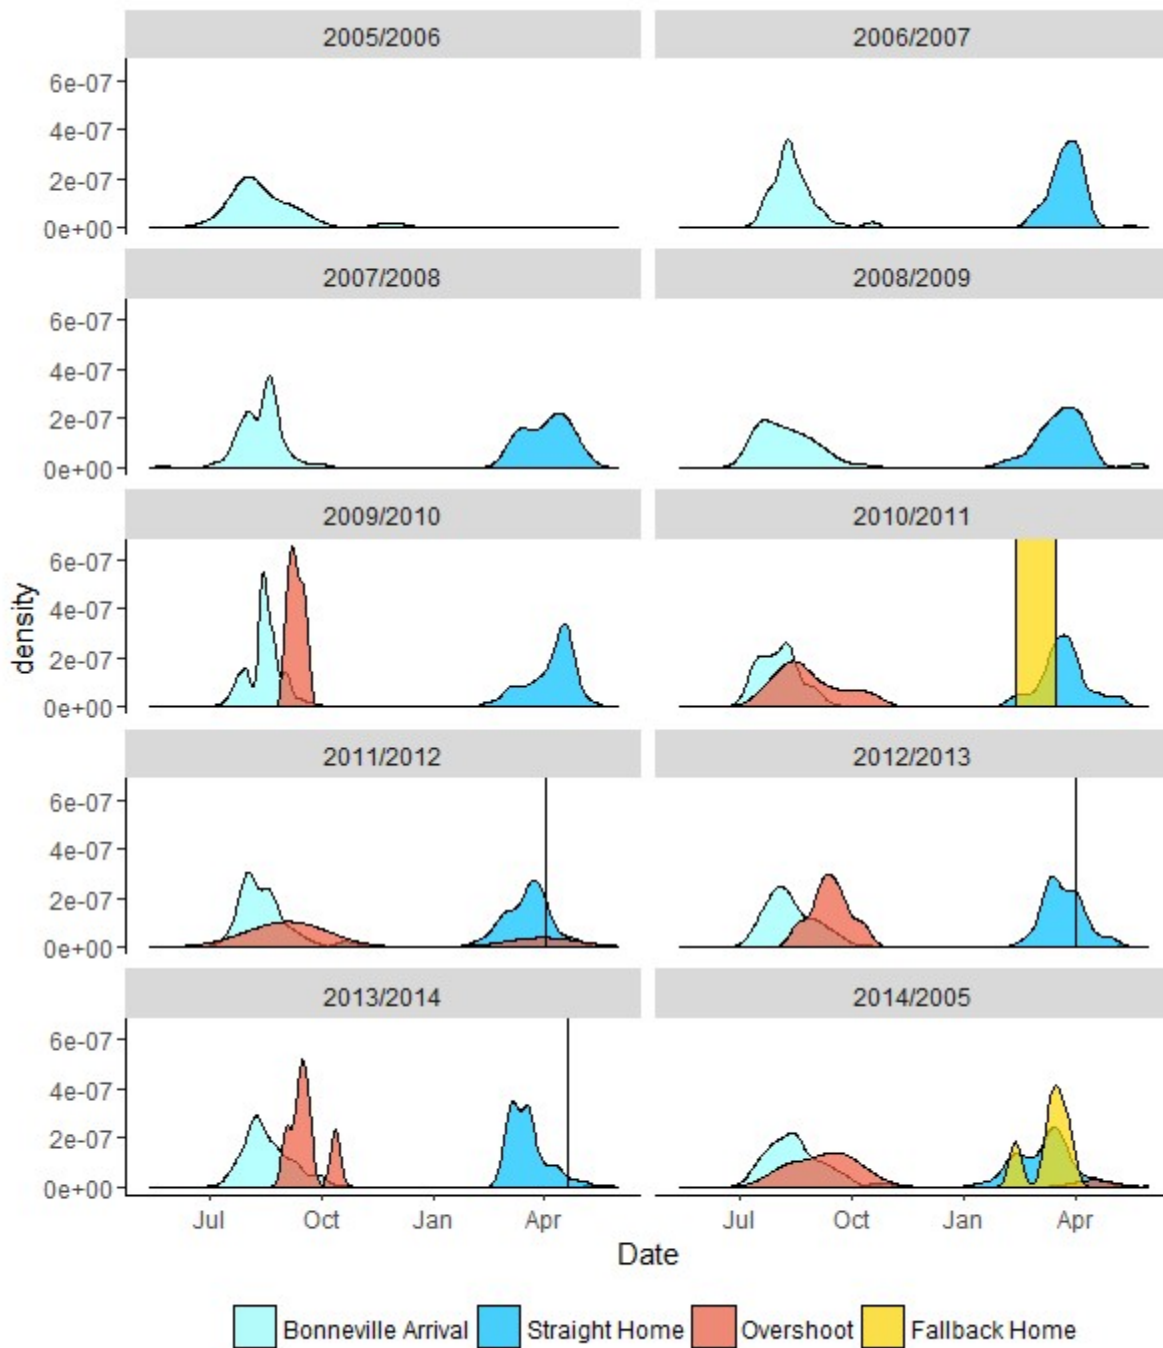 2005/2006 2006/2007
6e-07
4e-07
2e-07
0e+00
2007/2008 2008/2009
6e-07
4e-07
2e-07
0e+00
2009/2010 2010/2011
6e-07
4e-07
2e-07
0e+00
density
2011/2012 2012/2013
6e-07
4e-07
2e-07
0e+00
2013/2014 2014/2005
6e-07
4e-07
2e-07
0e+00
Jul Oct Jan Apr Jul Oct Jan Apr
Date
Bonneville Arrival Straight Home Overshoot Fallback Home